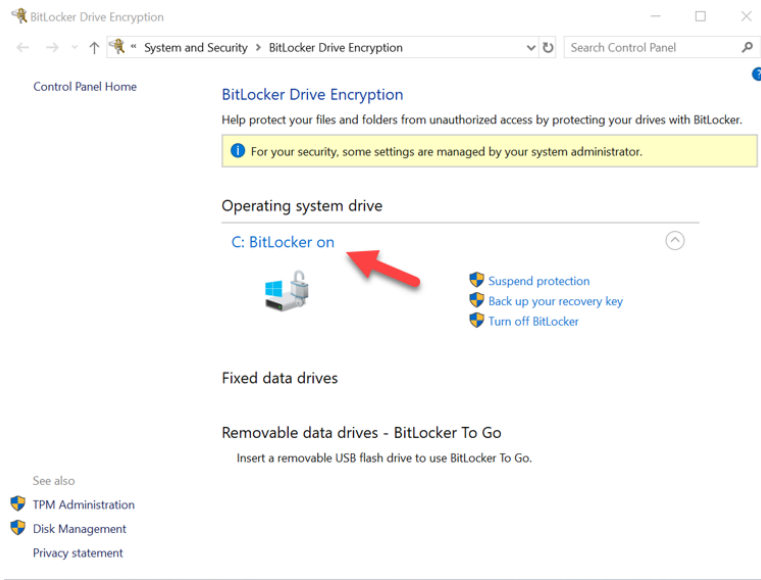 BitLocker Drive Encryption
« System and Security > BitLocker Drive Encryption
Search Control Panel
?
Control Panel Home
BitLocker Drive Encryption
Help protect your files and folders from unauthorized access by protecting your drives with BitLocker.
For your security, some settings are managed by your system administrator.
Operating system drive
C: BitLocker on
Suspend protection
Back up your recovery key
Turn off BitLocker
Fixed data drives
Removable data drives - BitLocker To Go
Insert a removable USB flash drive to use BitLocker To Go.
See also
TPM Administration
Disk Management
Privacy statement